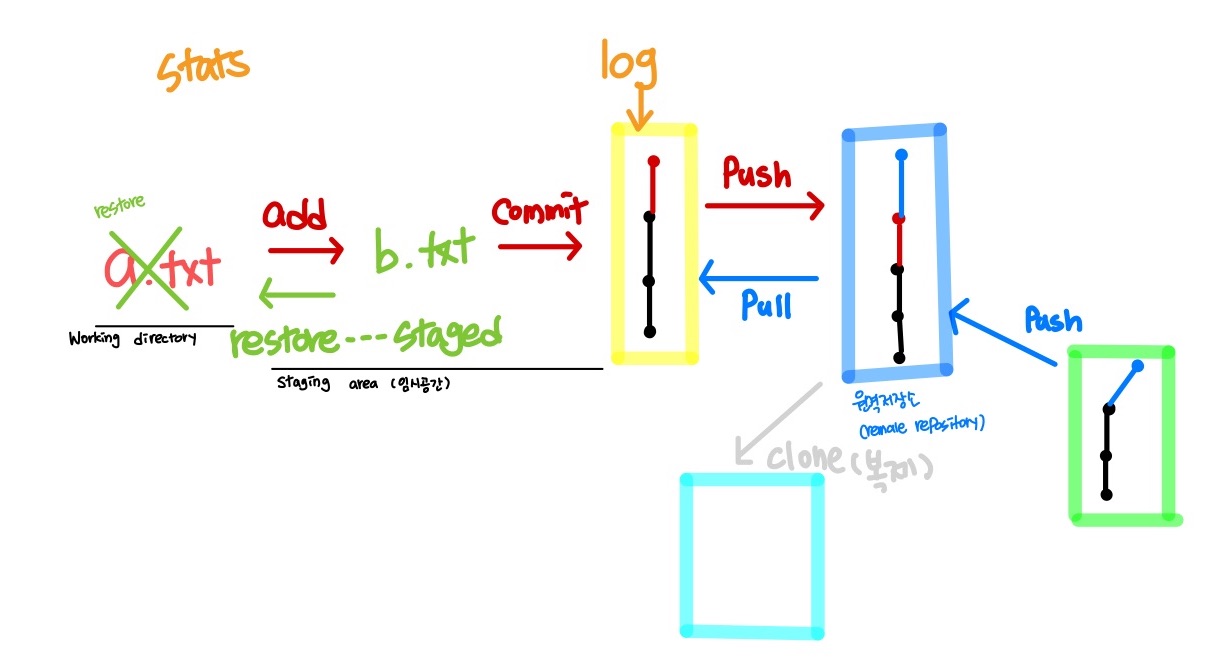 stats
log
restore
a.txt
add
b.txt
Commit
Push
Pull
restore---staged
Working directory
Staging area (임시공간)
Push
원격저장소
(remale repository)
clone(복제)